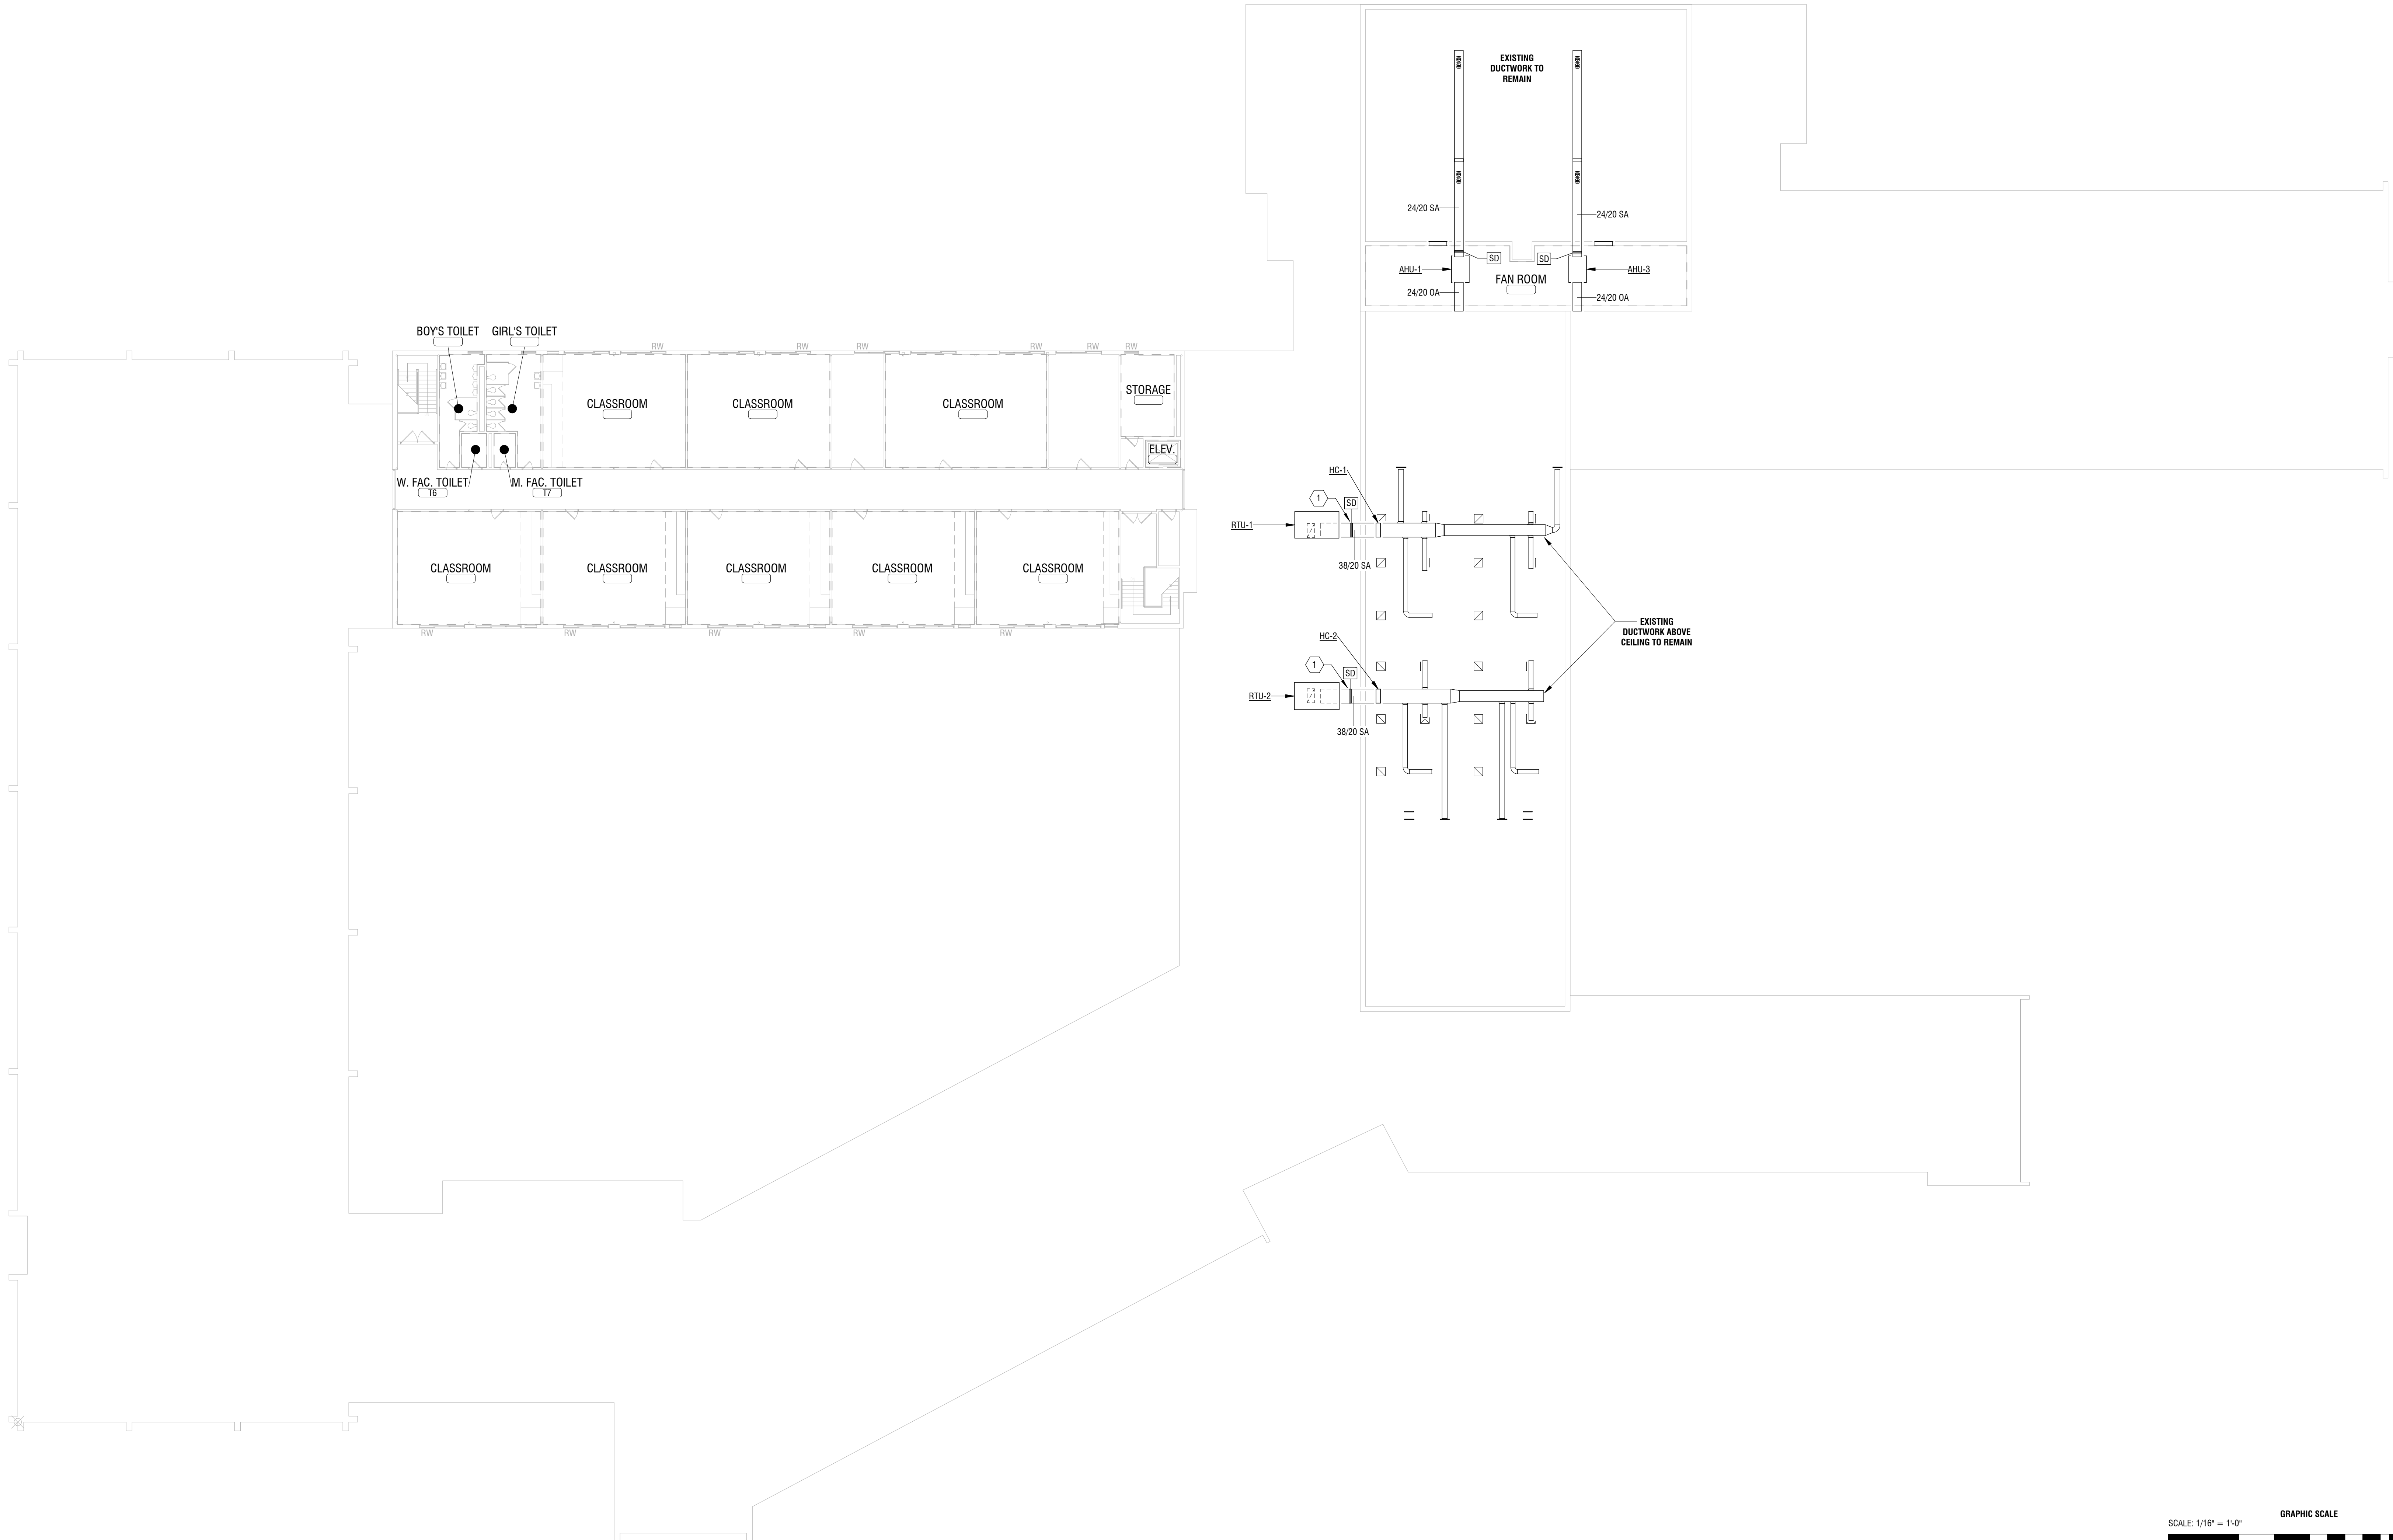 EXISTING
DUCTWORK TO
REMAIN
24/20 SA
24/20 SA
SD
SD
AHU-1
AHU-3
FAN ROOM
24/20 OA
24/20 OA
BOY'S TOILET
GIRL'S TOILET
RW
RW
RW
RW
RW
RW
CLASSROOM
CLASSROOM
CLASSROOM
STORAGE
ELEV.
W. FAC. TOILET
T6
M. FAC. TOILET
T7
CLASSROOM
CLASSROOM
CLASSROOM
CLASSROOM
CLASSROOM
RW
RW
RW
RW
RW
HC-1
1
SD
RTU-1
38/20 SA
EXISTING
DUCTWORK ABOVE
CEILING TO REMAIN
HC-2
1
SD
RTU-2
38/20 SA
GRAPHIC SCALE
SCALE: 1/16" = 1'-0"